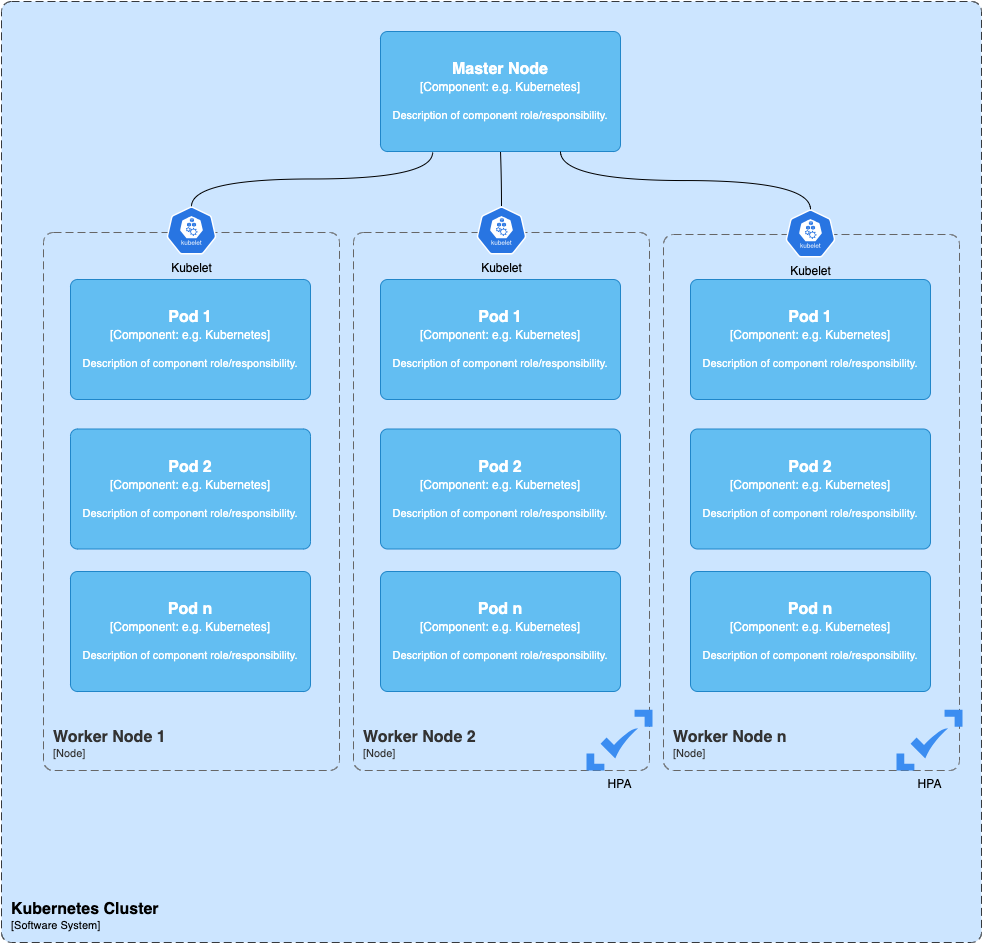 Master Node
[Component: e.g. Kubernetes]
Description of component role/responsibility.
kubelet
Kubelet
kubelet
Kubelet
kubelet
Kubelet
Pod 1
[Component: e.g. Kubernetes]
Description of component role/responsibility.
Pod 2
[Component: e.g. Kubernetes]
Description of component role/responsibility.
Pod n
[Component: e.g. Kubernetes]
Description of component role/responsibility.
Worker Node 1
[Node]
Pod 1
[Component: e.g. Kubernetes]
Description of component role/responsibility.
Pod 2
[Component: e.g. Kubernetes]
Description of component role/responsibility.
Pod n
[Component: e.g. Kubernetes]
Description of component role/responsibility.
Worker Node 2
[Node]
HPA
Pod 1
[Component: e.g. Kubernetes]
Description of component role/responsibility.
Pod 2
[Component: e.g. Kubernetes]
Description of component role/responsibility.
Pod n
[Component: e.g. Kubernetes]
Description of component role/responsibility.
Worker Node n
[Node]
HPA
Kubernetes Cluster
[Software System]